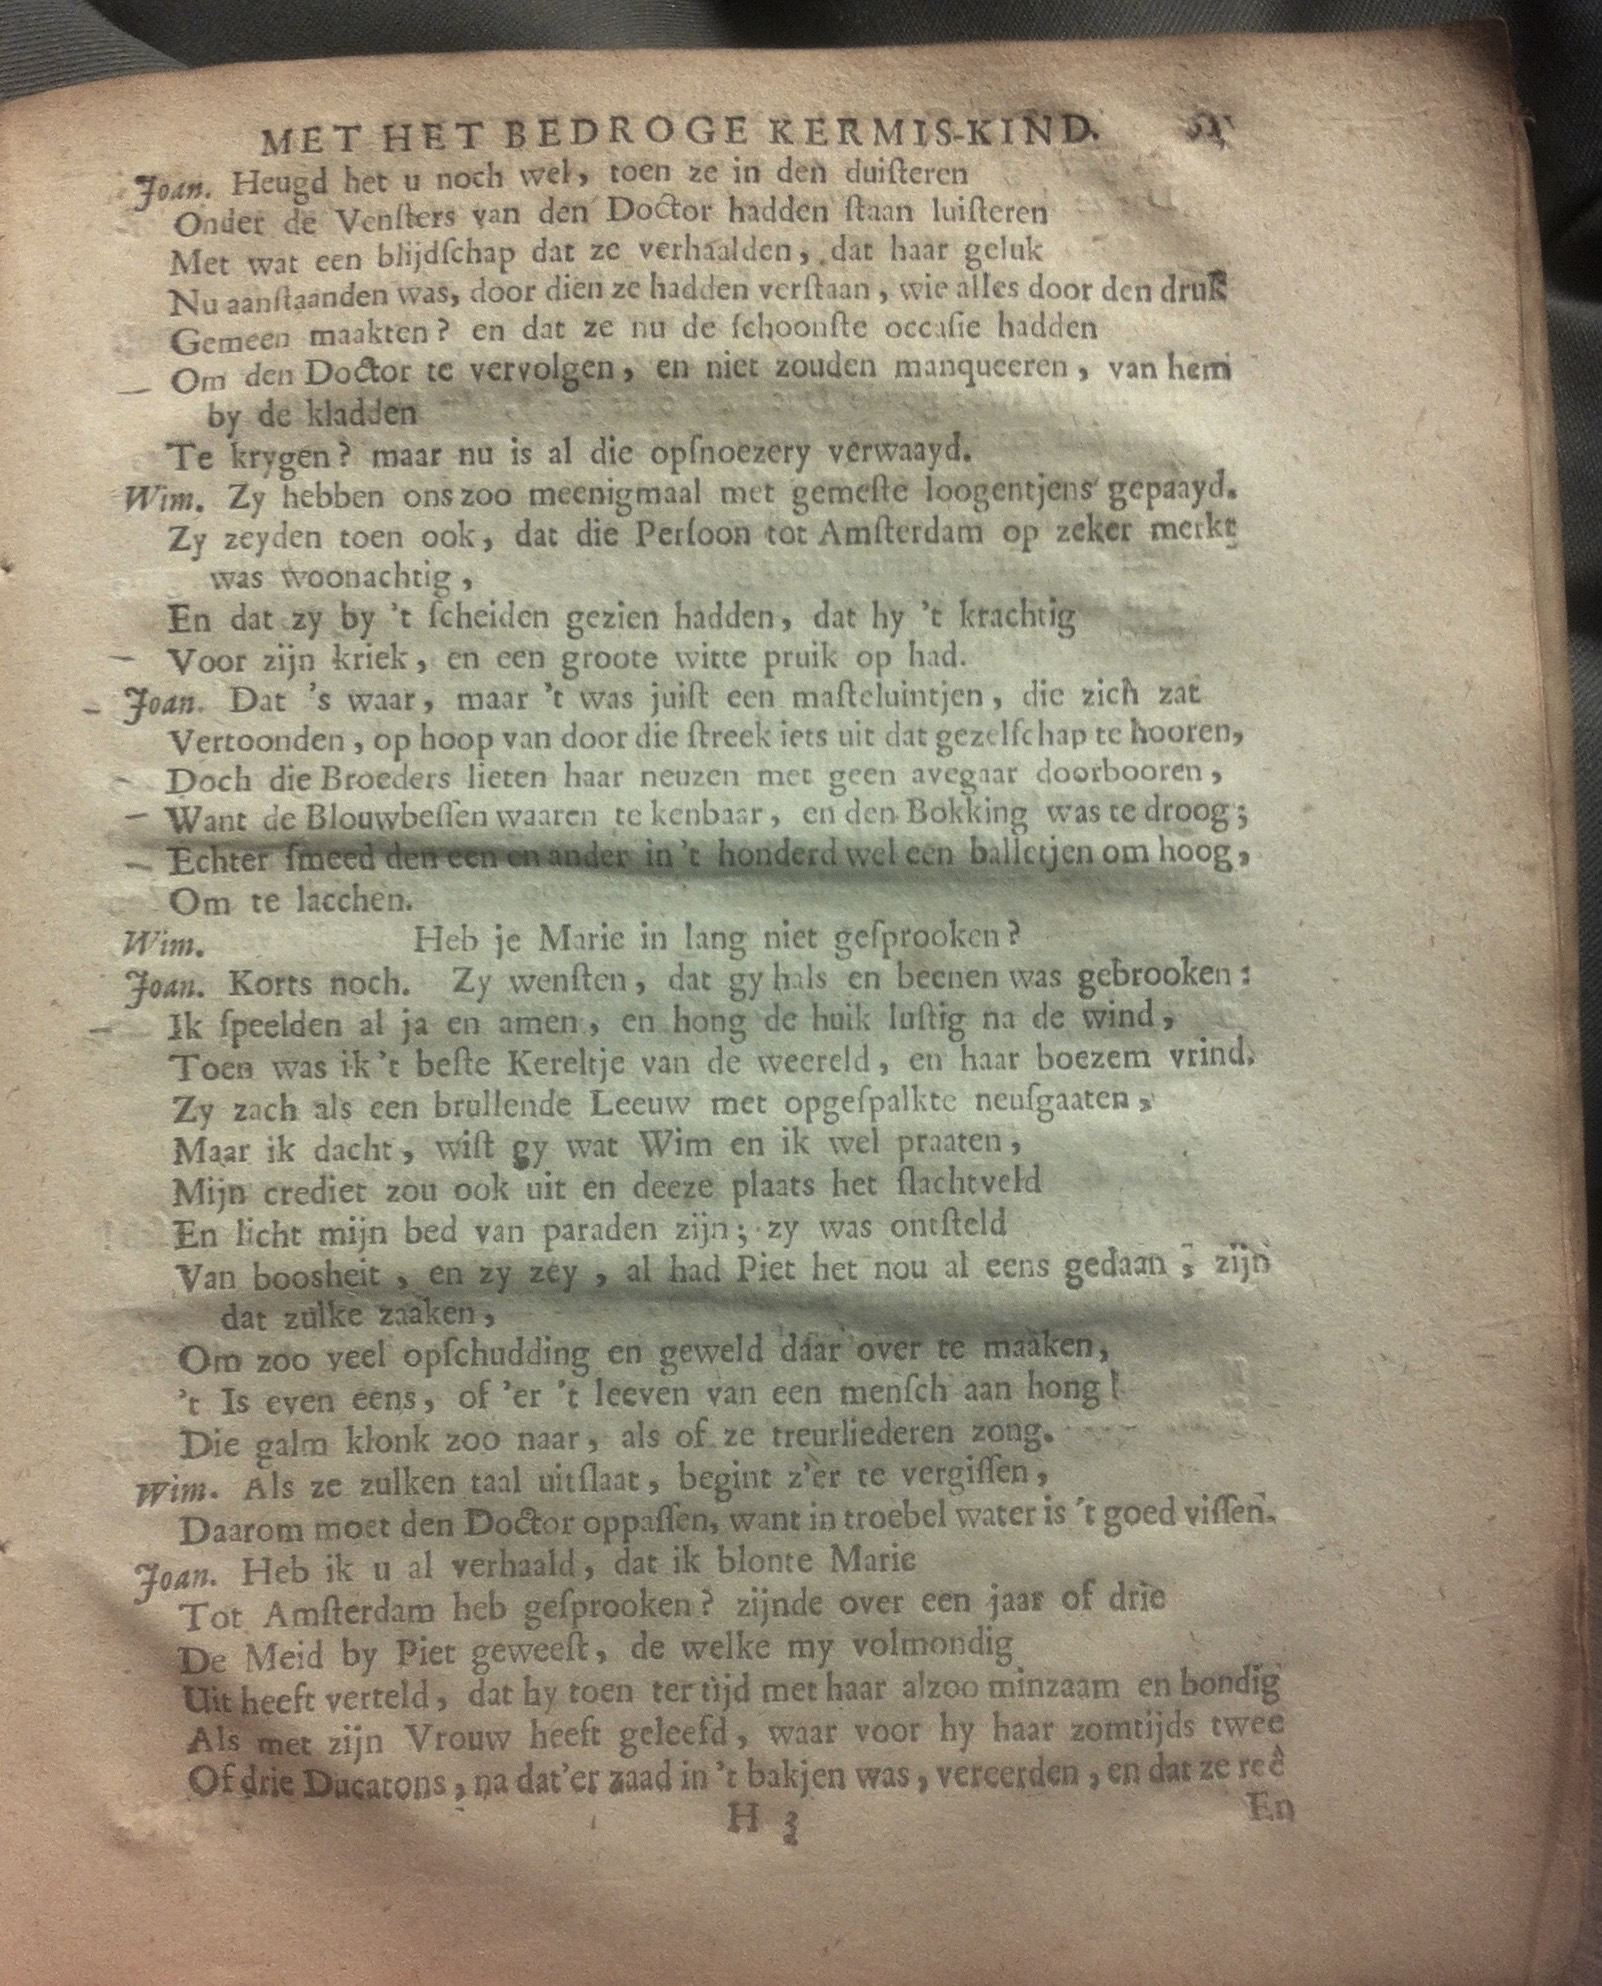 MET HET BEDROGE KERMIS-KIND. 61
Joan. Heugd het u noch wel, toen ze in den duiſteren
Onder de Venſters van den Doctor hadden ſtaan luiſteren
Met wat een blijdſchap dat ze verhaalden, dat haar geluk
Nu aanſtaanden was, door dien ze hadden verſtaan, wie alles door den druk
Gemeen maakten? en dat ze nu de ſchoonſte occaſie hadden
Om den Doctor te vervolgen, en niet zouden manqueeren, van hem
by de kladden
Te krygen? maar nu is al die opſnoezery verwaayd.
Wim. Zy hebben ons zoo meenigmaal met gemeſte loogentjens gepaayd.
Zy zeyden toen ook, dat die Perſoon tot Amſterdam op zeker merkt
was woonachtig,
En dat zy by 't ſcheiden gezien hadden, dat hy 't krachtig
Voor zijn kriek, en een groote witte pruik op had.
Joan. Dat 's waar, maar 't was juiſt een maſteluintjen, die zich zat
Vertoonden, op hoop van door die ſtreek iets uit dat gezelſchap te hooren,
Doch die Broeders lieten haar neuzen met geen avegaar doorbooren,
Want de Blouwbeſſen waaren te kenbaar, en den Bokking was te droog;
Echter ſmeed den een en ander in 't honderd wel een balletjen om hoog,
Om te lacchen.
Wim. Heb je Marie in lang niet geſprooken?
Joan. Korts noch. Zy wenſten, dat gy hals en beenen was gebrooken:
Ik ſpeelden al ja en amen, en hong de huik luſtig na de wind,
Toen was ik 't beſte Kereltje van de weereld, en haar boezem vrind.
Zy zach als een brullende Leeuw met opgeſpalkte neuſgaaten,
Maar ik dacht, wiſt gy wat Wim en ik wel praaten,
Mijn crediet zou ook uit en deeze plaats het ſlachtveld
En licht mijn bed van paraden zijn; zy was ontſteld
Van boosheit, en zy zey, al had Piet het nou al eens gedaan, zijn
dat zulke zaaken,
Om zoo veel opſchudding en geweld daar over te maaken,
't Is even eens, of 'er 't leeven van een menſch aan hong!
Die galm klonk zoo naar, als of ze treurliederen zong.
Wim. Als ze zulken taal uitſlaat, begint z'er te vergiſſen,
Daarom moet den Doctor oppaſſen, want in troebel water is 't goed viſſen.
Joan. Heb ik u al verhaald, dat ik blonte Marie
Tot Amſterdam heb geſprooken? zijnde over een jaar of drie
De Meid by Piet geweeſt, de welke my volmondig
Uit heeft verteld, dat hy toen ter tijd met haar alzoo minzaam en bondig
Als met zijn Vrouw heeft geleefd, waar voor hy haar zomtijds twee
Of drie Ducatons, na dat'er zaad in 't bakjen was, vereerden, en dat ze reê
H 3
En